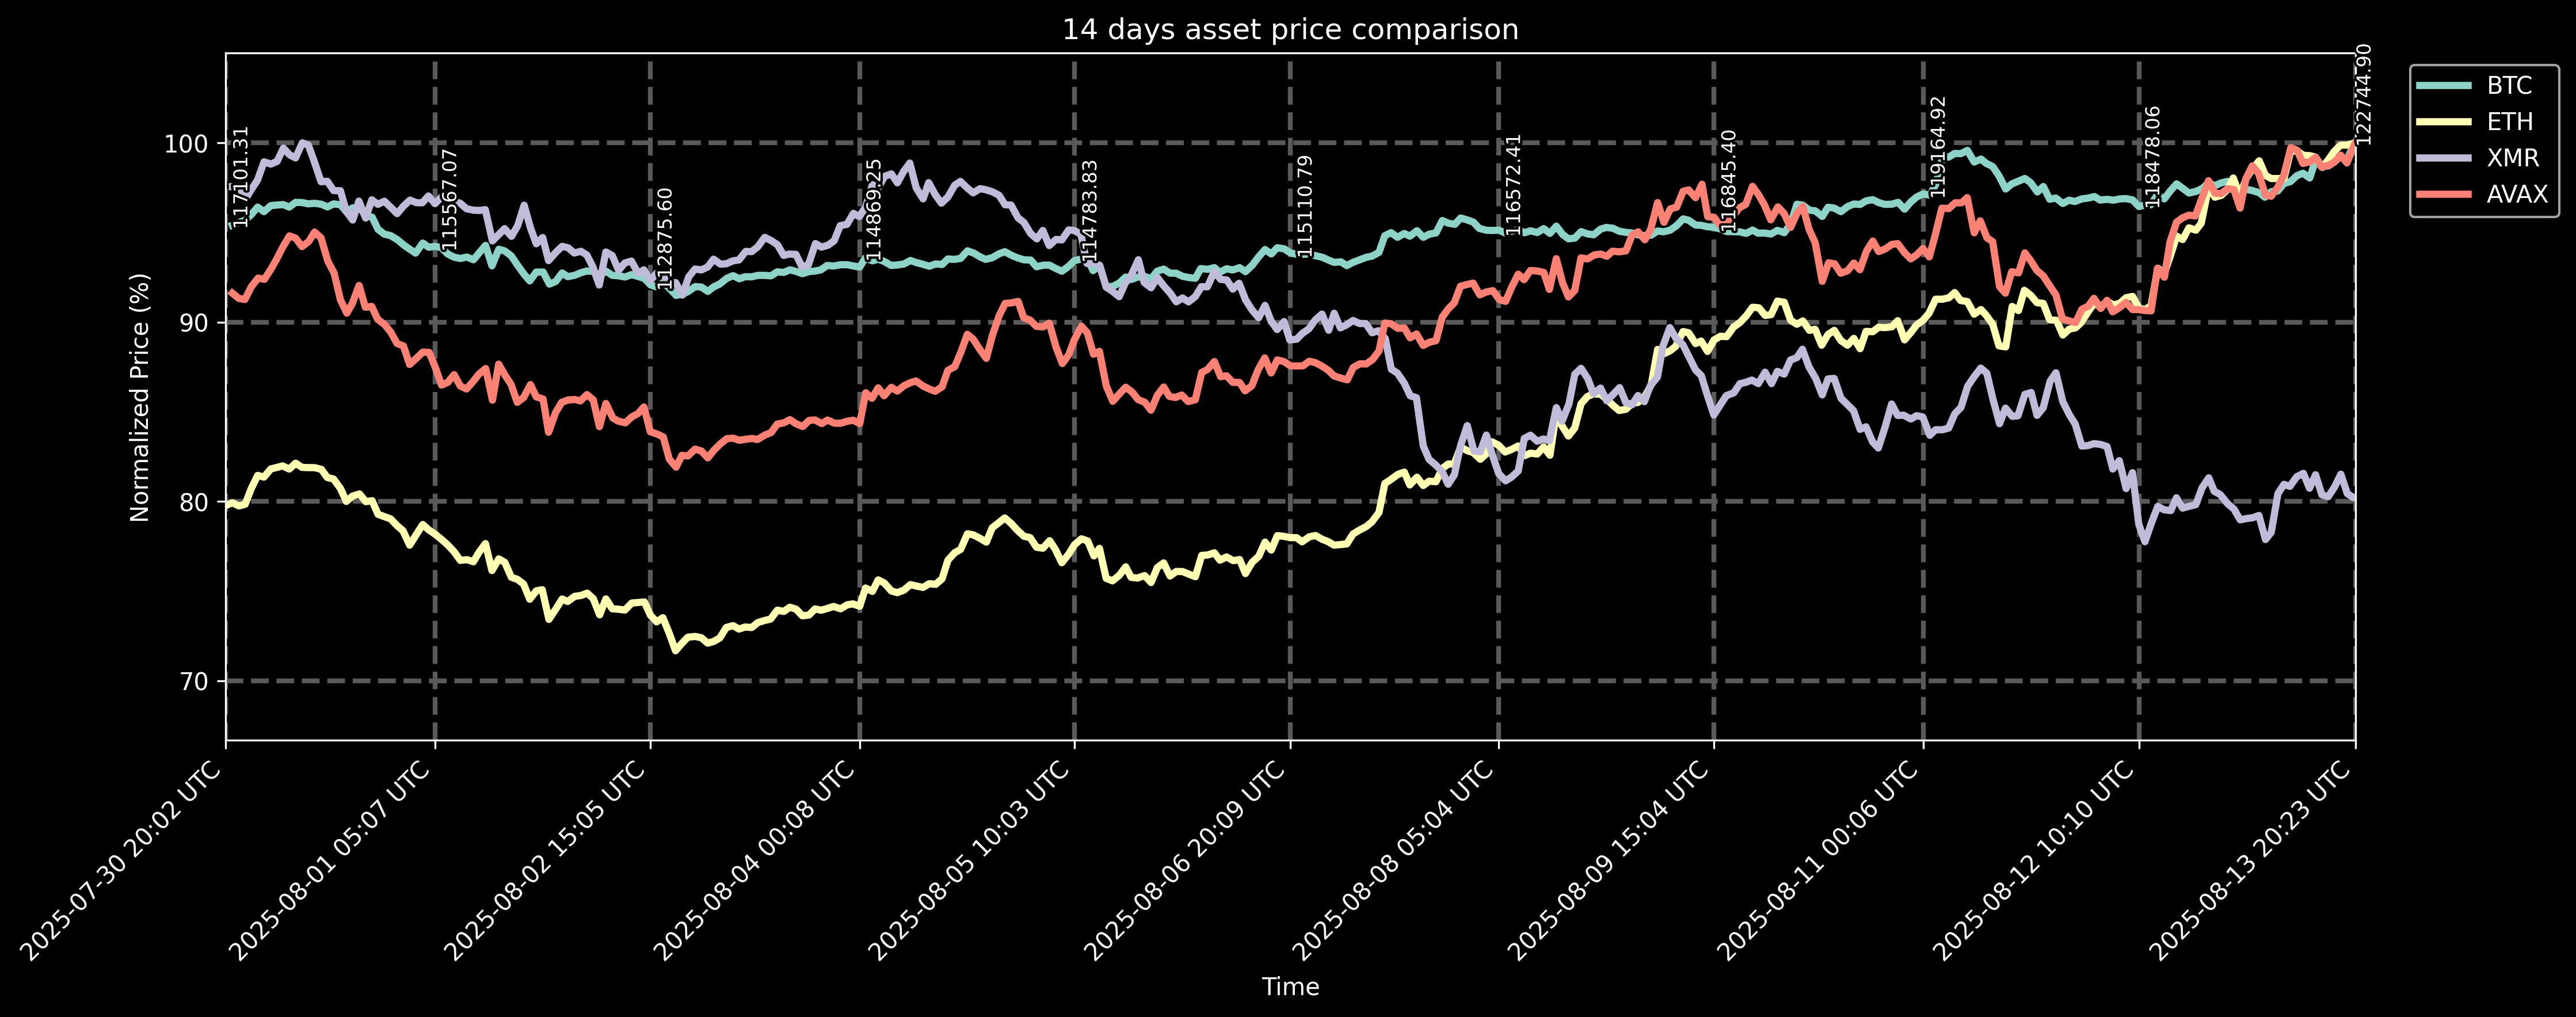 14 days asset price comparison
BTC
ETH
XMR
AVAX
Normalized Price (%)
100
90
80
70
117101.31
115567.07
112875.60
114869.25
114783.83
115110.79
116572.41
116845.40
119164.92
118478.06
122744.90
2025-07-30 20:02 UTC
2025-08-01 05:07 UTC
2025-08-02 15:05 UTC
2025-08-04 00:08 UTC
2025-08-05 10:03 UTC
2025-08-06 20:09 UTC
2025-08-08 05:04 UTC
2025-08-09 15:04 UTC
2025-08-11 00:06 UTC
2025-08-12 10:10 UTC
2025-08-13 20:23 UTC
Time